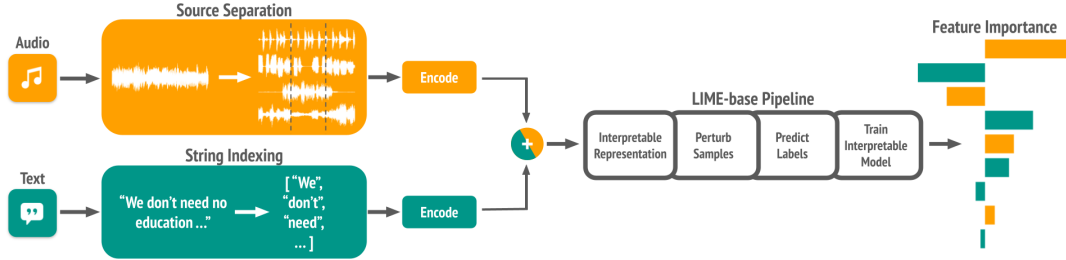 Source Separation
Audio
Encode
String Indexing
Text
“We don’t need no
education ...”
[ “We”,
“don’t”,
“need”,
... ]
Encode
+
LIME-base Pipeline
Interpretable
Representation
Perturb
Samples
Predict
Labels
Train
Interpretable
Model
Feature Importance